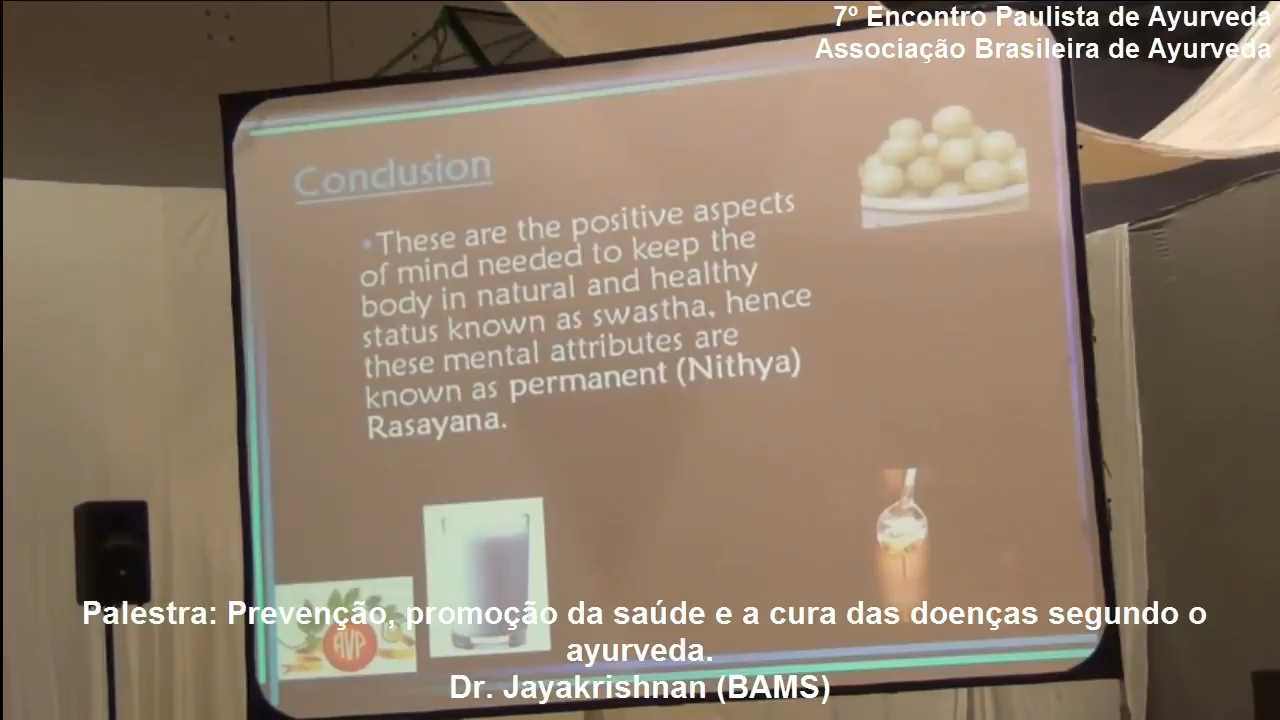 7º Encontro Paulista de Ayurveda
Associação Brasileira de Ayurveda
Conclusion
•These are the positive aspects
of mind needed to keep the
body in natural and healthy
status known as swastha, hence
these mental attributes are
known as permanent (Nithya)
Rasayana.
AVP
Palestra: Prevenção, promoção da saúde e a cura das doenças segundo o
ayurveda.
Dr. Jayakrishnan (BAMS)